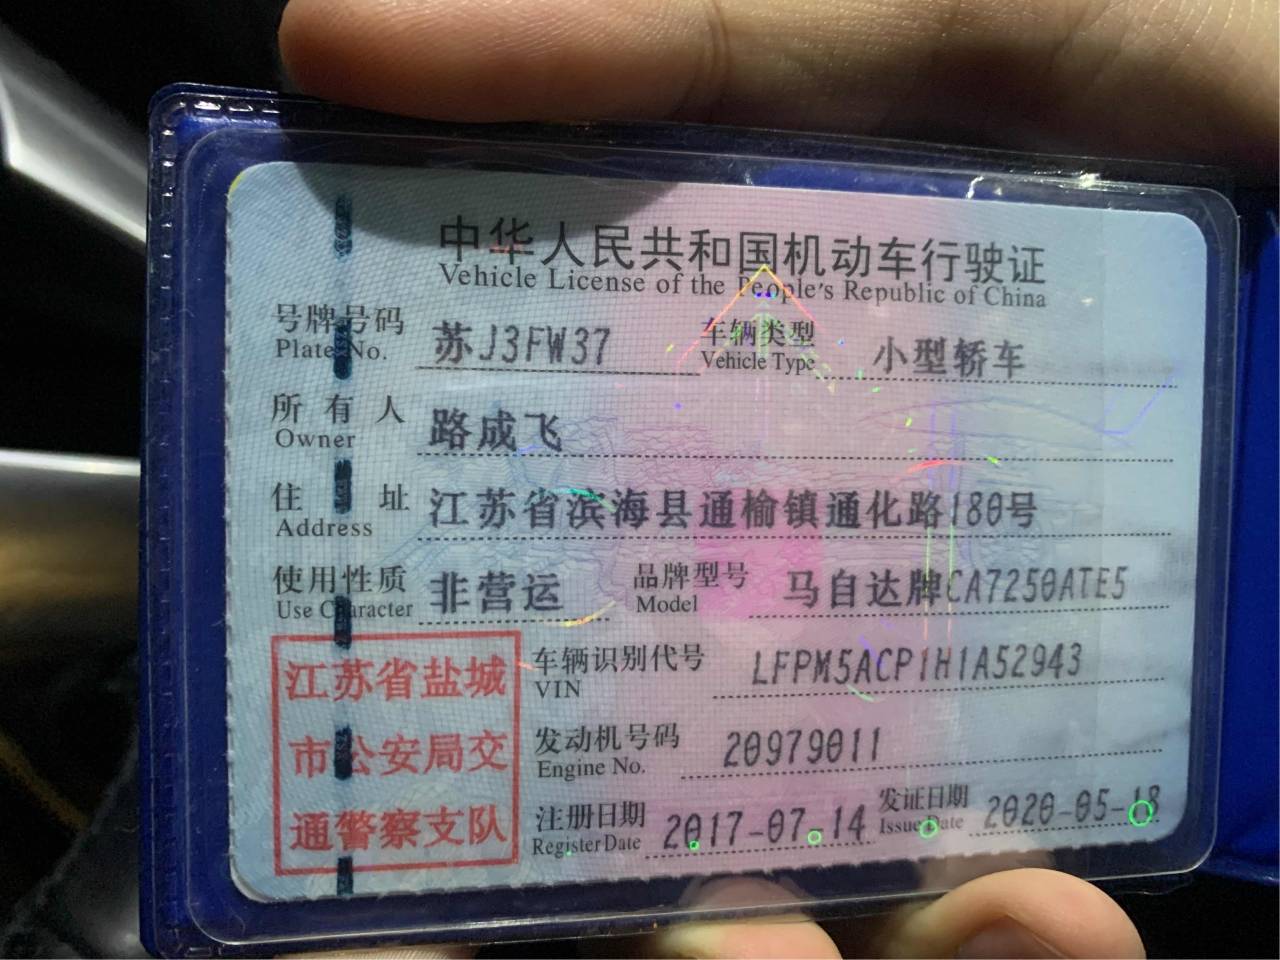 中华人民共和国机动车行驶证
Vehicle License of the People's Republic of China
号牌号码 苏J3FW37 车辆类型 小型轿车
Plate No. Vehicle Type
所有人 路成飞
Owner
住址 江苏省滨海县通榆镇通化路180号
Address
使用性质 非营运 品牌型号 马自达牌CA7250ATE5
Use Character Model
江苏省盐城
市公安局交
通警察支队
车辆识别代号 LFPM5ACP1H1A52943
VIN
发动机号码 20979011
Engine No.
注册日期 2017-07-14 发证日期 2020-05-18
Register Date Issue Date